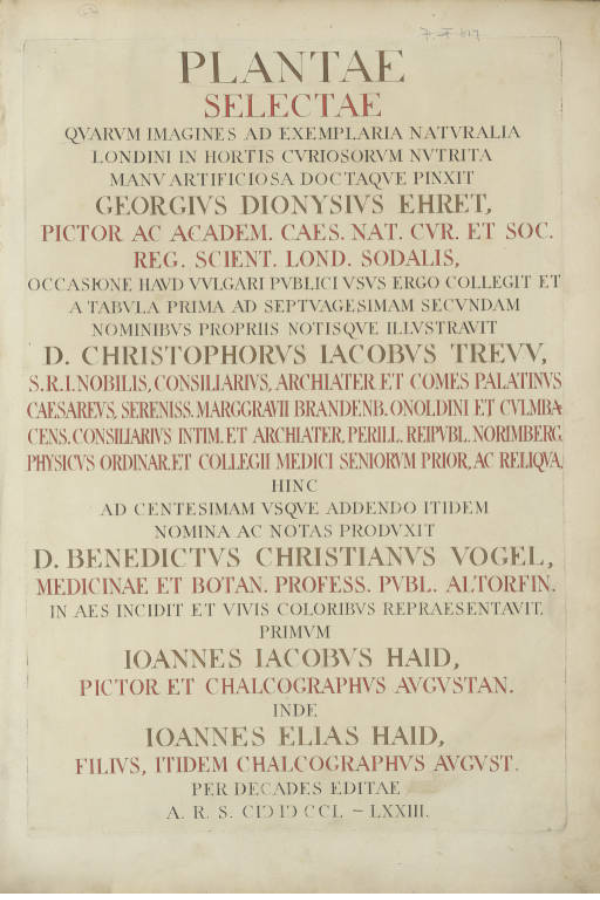 PLANTAE
SELECTAE
QVARVM IMAGINES AD EXEMPLARIA NATVRALIA
LONDINI IN HORTIS CVRIOSORVM NVTRITA
MANV ARTIFICIOSA DOCTAQVE PINXIT
GEORGIVS DIONYSIVS EHRET,
PICTOR AC ACADEM. CAES. NAT. CVR. ET SOC.
REG. SCIENT. LOND. SODALIS,
OCCASIONE HAVD VVLGARI PVBLICI VSVS ERGO COLLEGIT ET
A TABVLA PRIMA AD SEPTVAGESIMAM SECVNDAM
NOMINIBVS PROPRIIS NOTISQVE ILLVSTRAVIT
D. CHRISTOPHORVS IACOBVS TREVV,
S.R.I. NOBILIS, CONSILIARIVS, ARCHIATER ET COMES PALATINVS
CAESAREVS, SERENISS. MARGGRAVII BRANDENB. ONOLDINI ET CVLMBA-
CENS. CONSILIARIVS INTIM. ET ARCHIATER, PERILL. REIPVBL. NORIMBERG.
PHYSICVS ORDINAR. ET COLLEGII MEDICI SENIORVM PRIOR, AC RELIQVA,
HINC
AD CENTESIMAM VSQVE ADDENDO ITIDEM
NOMINA AC NOTAS PRODVXIT
D. BENEDICTVS CHRISTIANVS VOGEL,
MEDICINAE ET BOTAN. PROFESS. PVBL. ALTORFIN.
IN AES INCIDIT ET VIVIS COLORIBVS REPRAESENTAVIT.
PRIMVM
IOANNES IACOBVS HAID,
PICTOR ET CHALCOGRAPHVS AVGVSTAN.
INDE
IOANNES ELIAS HAID,
FILIVS, ITIDEM CHALCOGRAPHVS AVGVST.
PER DECADES EDITAE
A. R. S. CIƆ IƆ CCL – LXXIII.